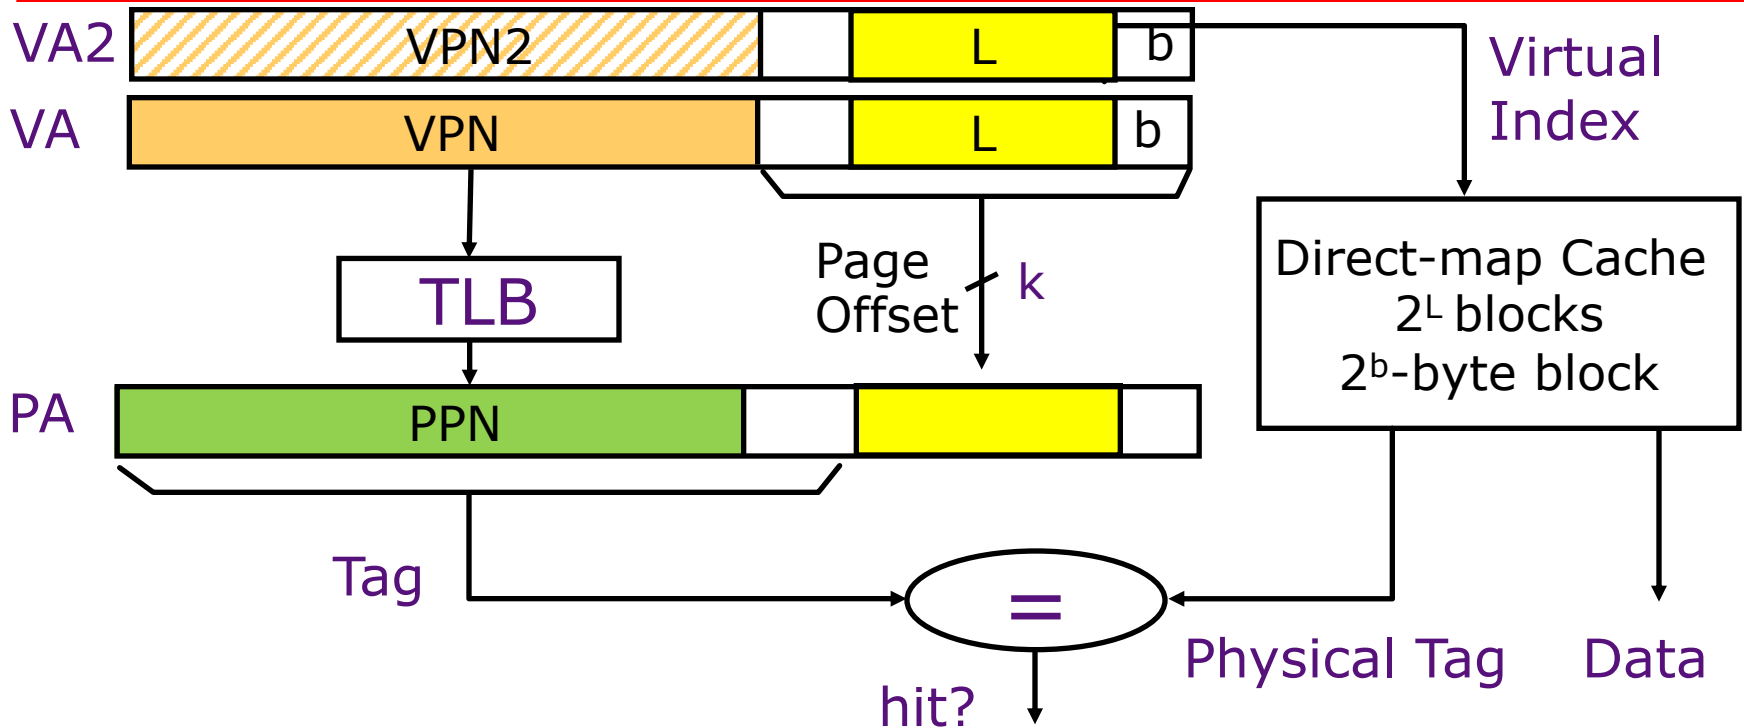 VA2 VPN2 L b
Virtual
Index
VA VPN L b
TLB
Page
Offset
k
Direct-map Cache
2ᴸ blocks
2ᵇ-byte block
PA PPN
Tag
=
Physical Tag
Data
hit?